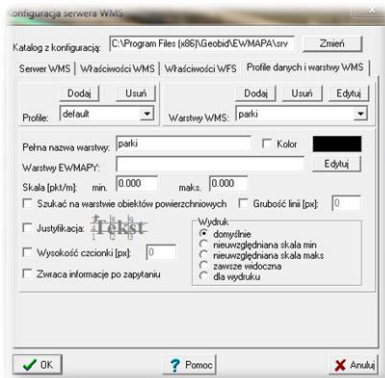 Konfiguracja serwera WMS
Katalog z konfiguracją: C:\Program Files (x86)\Geobid\EWMAPA\srv Zmień
Serwer WMS Właściwości WMS Właściwości WFS Profile danych i warstwy WMS
Dodaj Usuń Dodaj Usuń Edytuj
Profile: default Warstwy WMS: parki
Pełna nazwa warstwy: parki Kolor
Warstwy EWMAPY: Edytuj
Skala [pkt/m]: min. 0.000 maks. 0.000
Szukać na warstwie obiektów powierzchniowych Grubość linii [px]: 0
Justyfikacja: Tekst
Wydruk
domyślnie
nieuwzględniana skala min
nieuwzględniana skala maks
zawsze widoczna
dla wydruku
Wysokość czcionki [px]: 0
Zwraca informacje po zapytaniu
OK Pomoc Anuluj